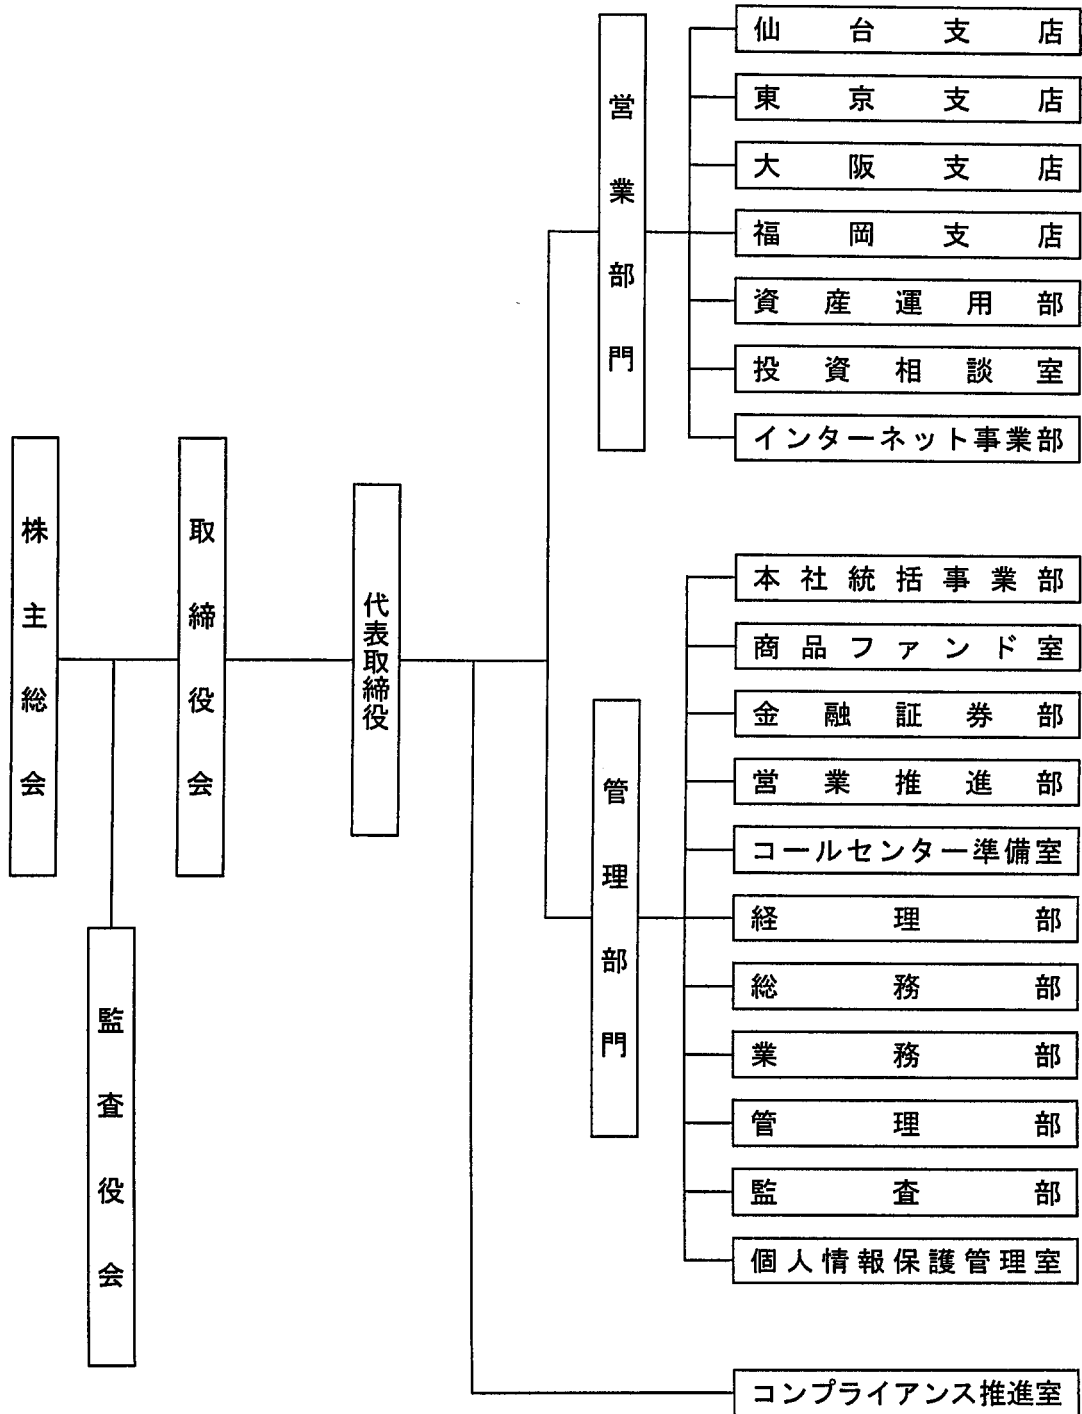 株主総会
監査役会
取締役会
代表取締役
営業部門
仙台支店
東京支店
大阪支店
福岡支店
資産運用部
投資相談室
インターネット事業部
管理部門
本社統括事業部
商品ファンド室
金融証券部
営業推進部
コールセンター準備室
経理部
総務部
業務部
管理部
監査部
個人情報保護管理室
コンプライアンス推進室